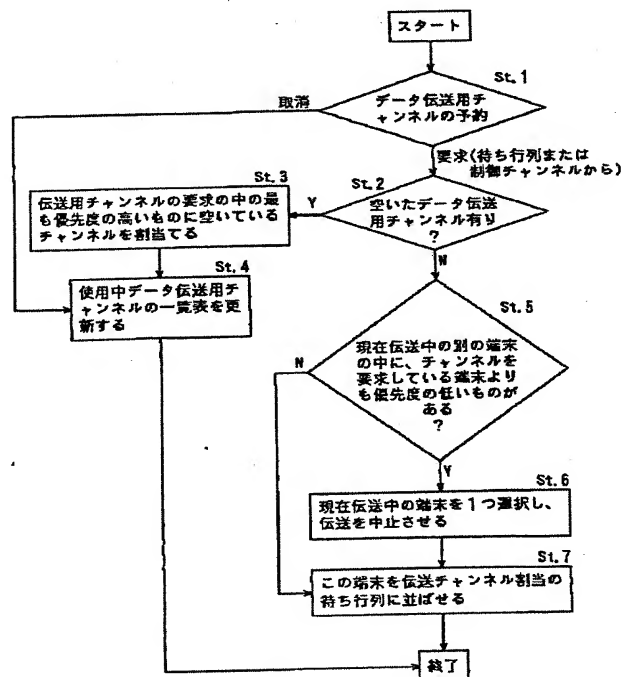 スタート
St.1
データ伝送用チ
ャンネルの予約
取消
要求(待ち行列または
制御チャンネルから)
St.2
空いたデータ伝送
用チャンネル有り
?
Y
N
St.3
伝送用チャンネルの要求の中の最
も優先度の高いものに空いている
チャンネルを割当てる
St.4
使用中データ伝送用チ
ャンネルの一覧表を更
新する
St.5
現在伝送中の別の端末
の中に、チャンネルを
要求している端末より
も優先度の低いものが
ある
?
N
Y
St.6
現在伝送中の端末を1つ選択し、
伝送を中止させる
St.7
この端末を伝送チャンネル割当の
待ち行列に並ばせる
終了